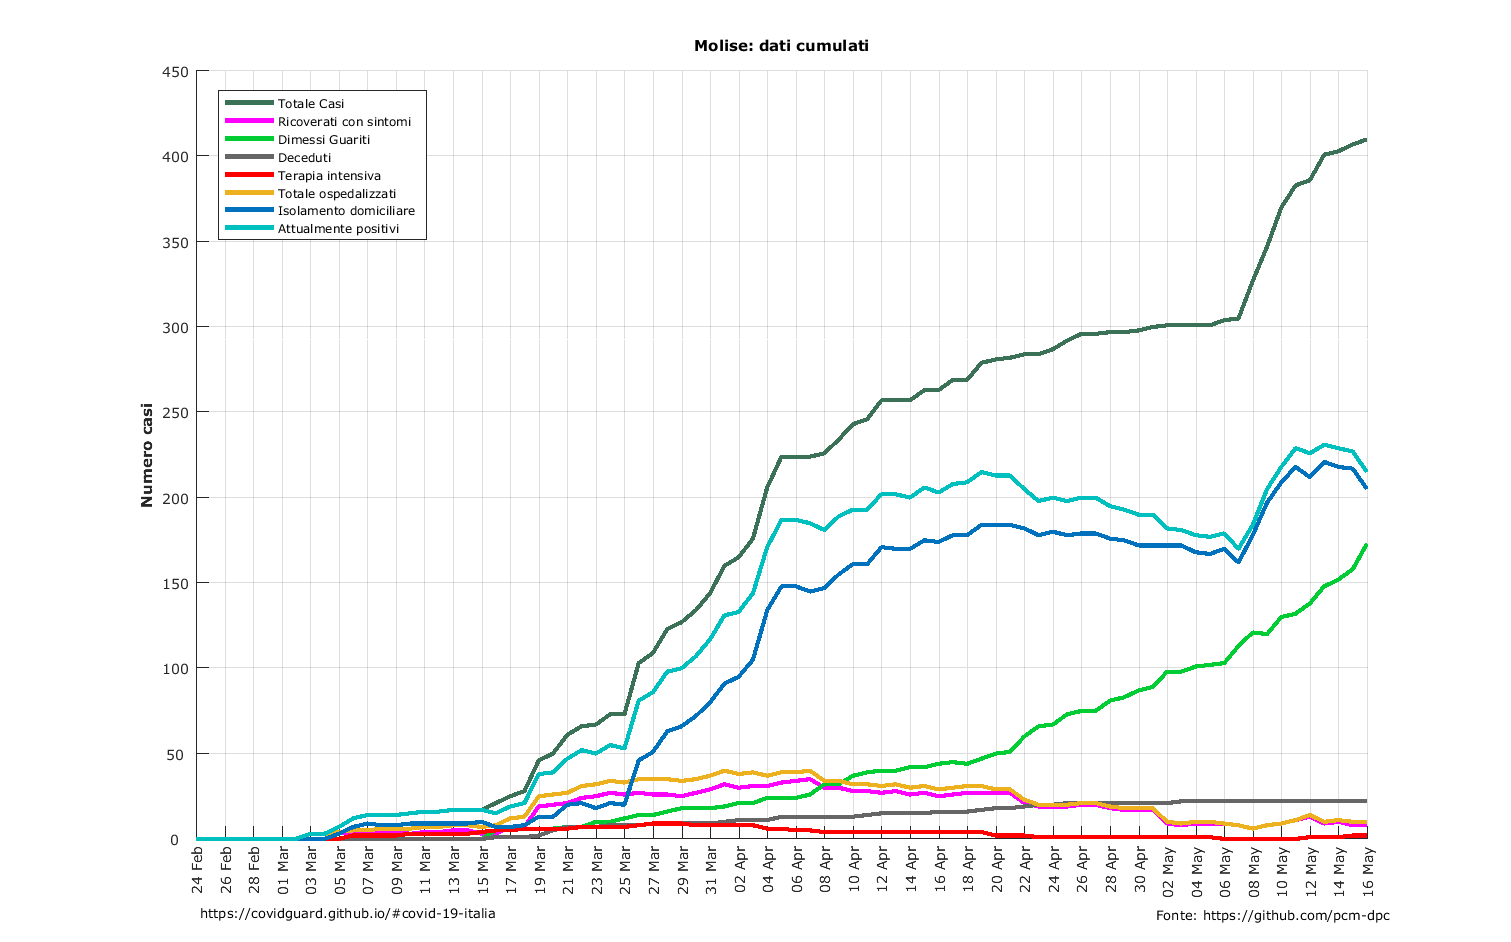 Molise: dati cumulati
450
400
350
300
250
200
150
100
50
0
Numero casi
Totale Casi
Ricoverati con sintomi
Dimessi Guariti
Deceduti
Terapia intensiva
Totale ospedalizzati
Isolamento domiciliare
Attualmente positivi
24 Feb
26 Feb
28 Feb
01 Mar
03 Mar
05 Mar
07 Mar
09 Mar
11 Mar
13 Mar
15 Mar
17 Mar
19 Mar
21 Mar
23 Mar
25 Mar
27 Mar
29 Mar
31 Mar
02 Apr
04 Apr
06 Apr
08 Apr
10 Apr
12 Apr
14 Apr
16 Apr
18 Apr
20 Apr
22 Apr
24 Apr
26 Apr
28 Apr
30 Apr
02 May
04 May
06 May
08 May
10 May
12 May
14 May
16 May
https://covidguard.github.io/#covid-19-italia
Fonte: https://github.com/pcm-dpc